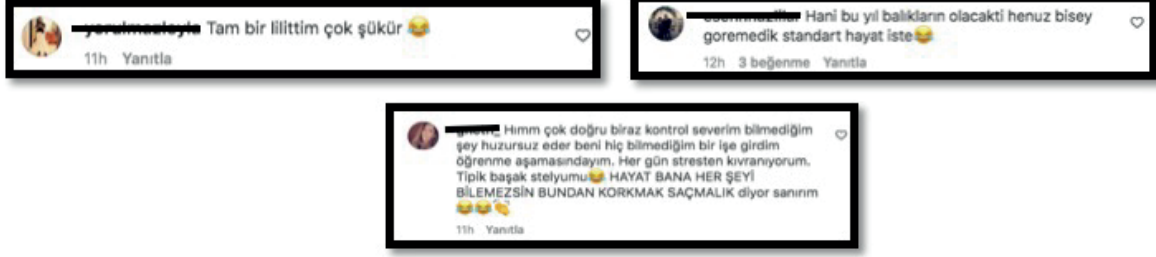 Tam bir lilittim çok şükür 😂
11h Yanıtla
Hani bu yıl balıkların olacakti henuz bisey
goremedik standart hayat iste😂
12h 3 beğenme Yanıtla
Hımm çok doğru biraz kontrol severim bilmediğim
şey huzursuz eder beni hiç bilmediğim bir işe girdim
öğrenme aşamasındayım. Her gün stresten kıvranıyorum.
Tipik başak stelyumu😂 HAYAT BANA HER ŞEYİ
BİLEMEZSİN BUNDAN KORKMAK SAÇMALIK diyor sanırım
😂😂👏
11h Yanıtla